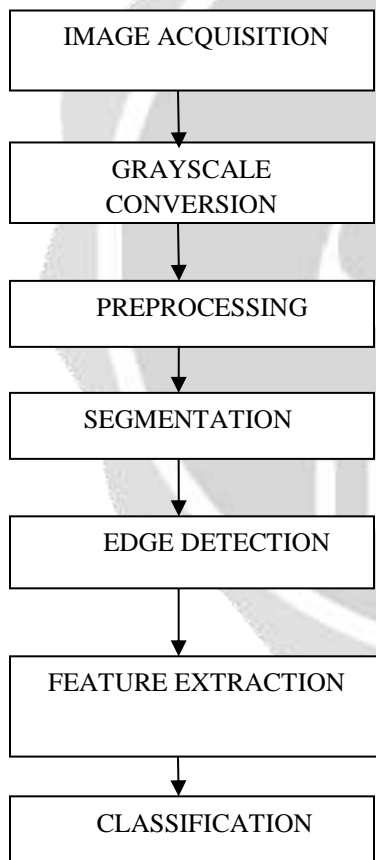 IMAGE ACQUISITION
GRAYSCALE
CONVERSION
PREPROCESSING
SEGMENTATION
EDGE DETECTION
FEATURE EXTRACTION
CLASSIFICATION